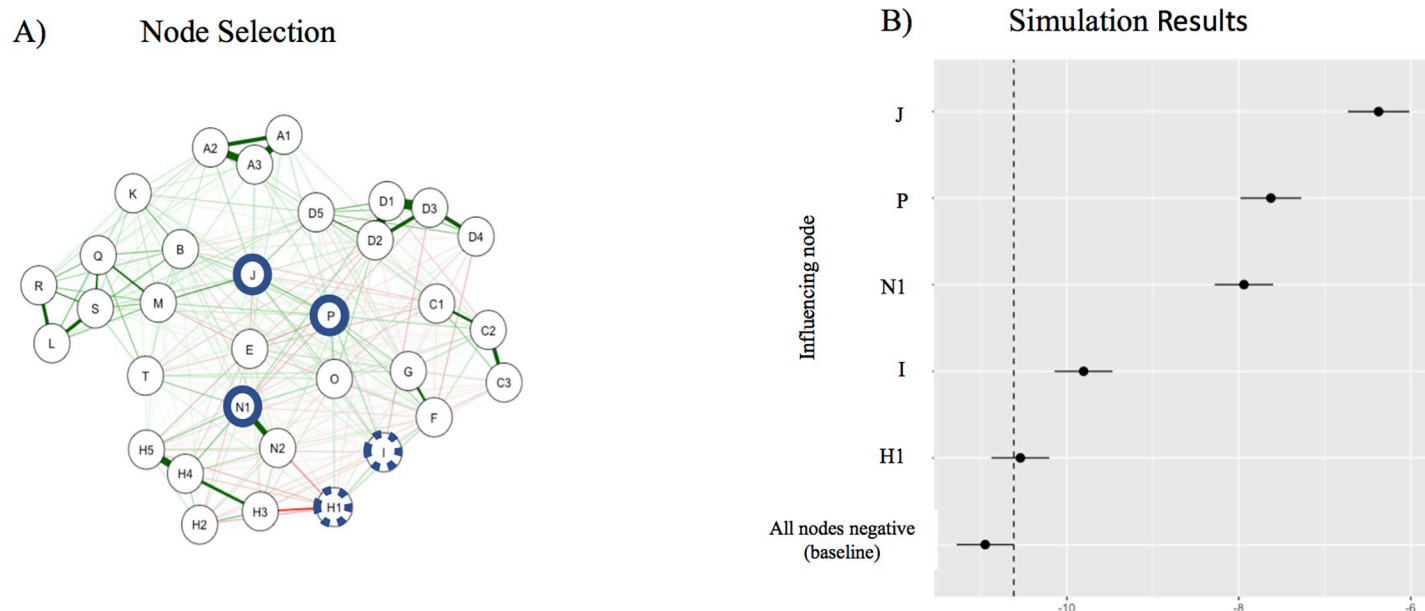 A) Node Selection
A1
A2
A3
K
D1
D3
D5
D2
D4
B
Q
J
R
M
S
C1
P
C2
L
E
G
T
O
C3
N1
F
H5
N2
I
H4
H1
H3
H2
B) Simulation Results
Influencing node
J
P
N1
I
H1
All nodes negative
(baseline)
-10
-8
-6